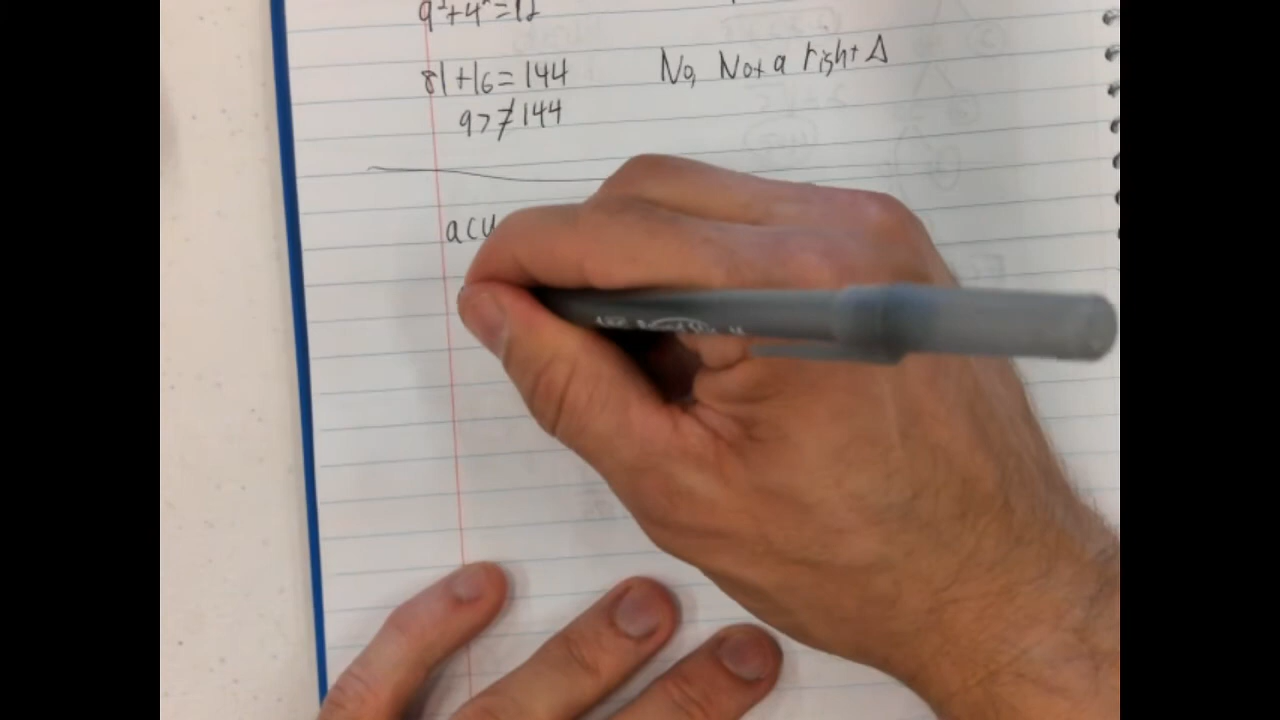 9²+4²=12
81+16=144 No, Not a right Δ
97≠144
acu